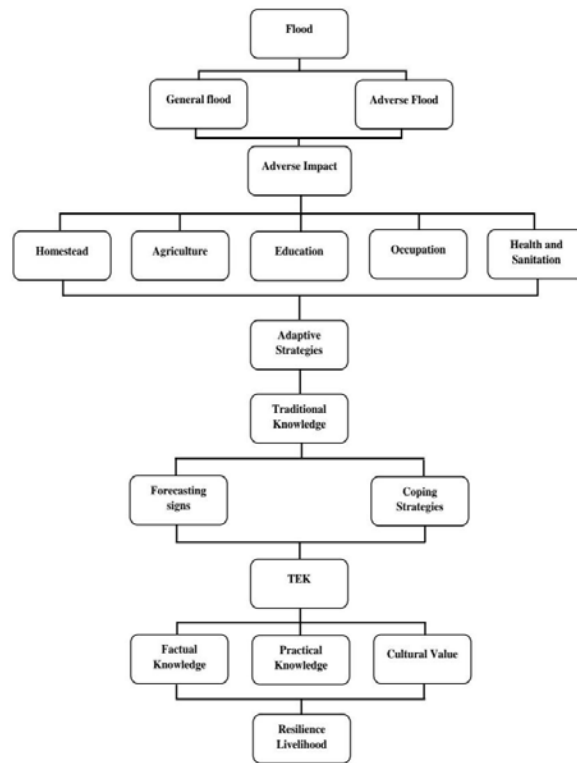 Flood
General flood
Adverse Flood
Adverse Impact
Homestead
Agriculture
Education
Occupation
Health and
Sanitation
Adaptive
Strategies
Traditional
Knowledge
Forecasting
signs
Coping
Strategies
TEK
Factual
Knowledge
Practical
Knowledge
Cultural Value
Resilience
Livelihood